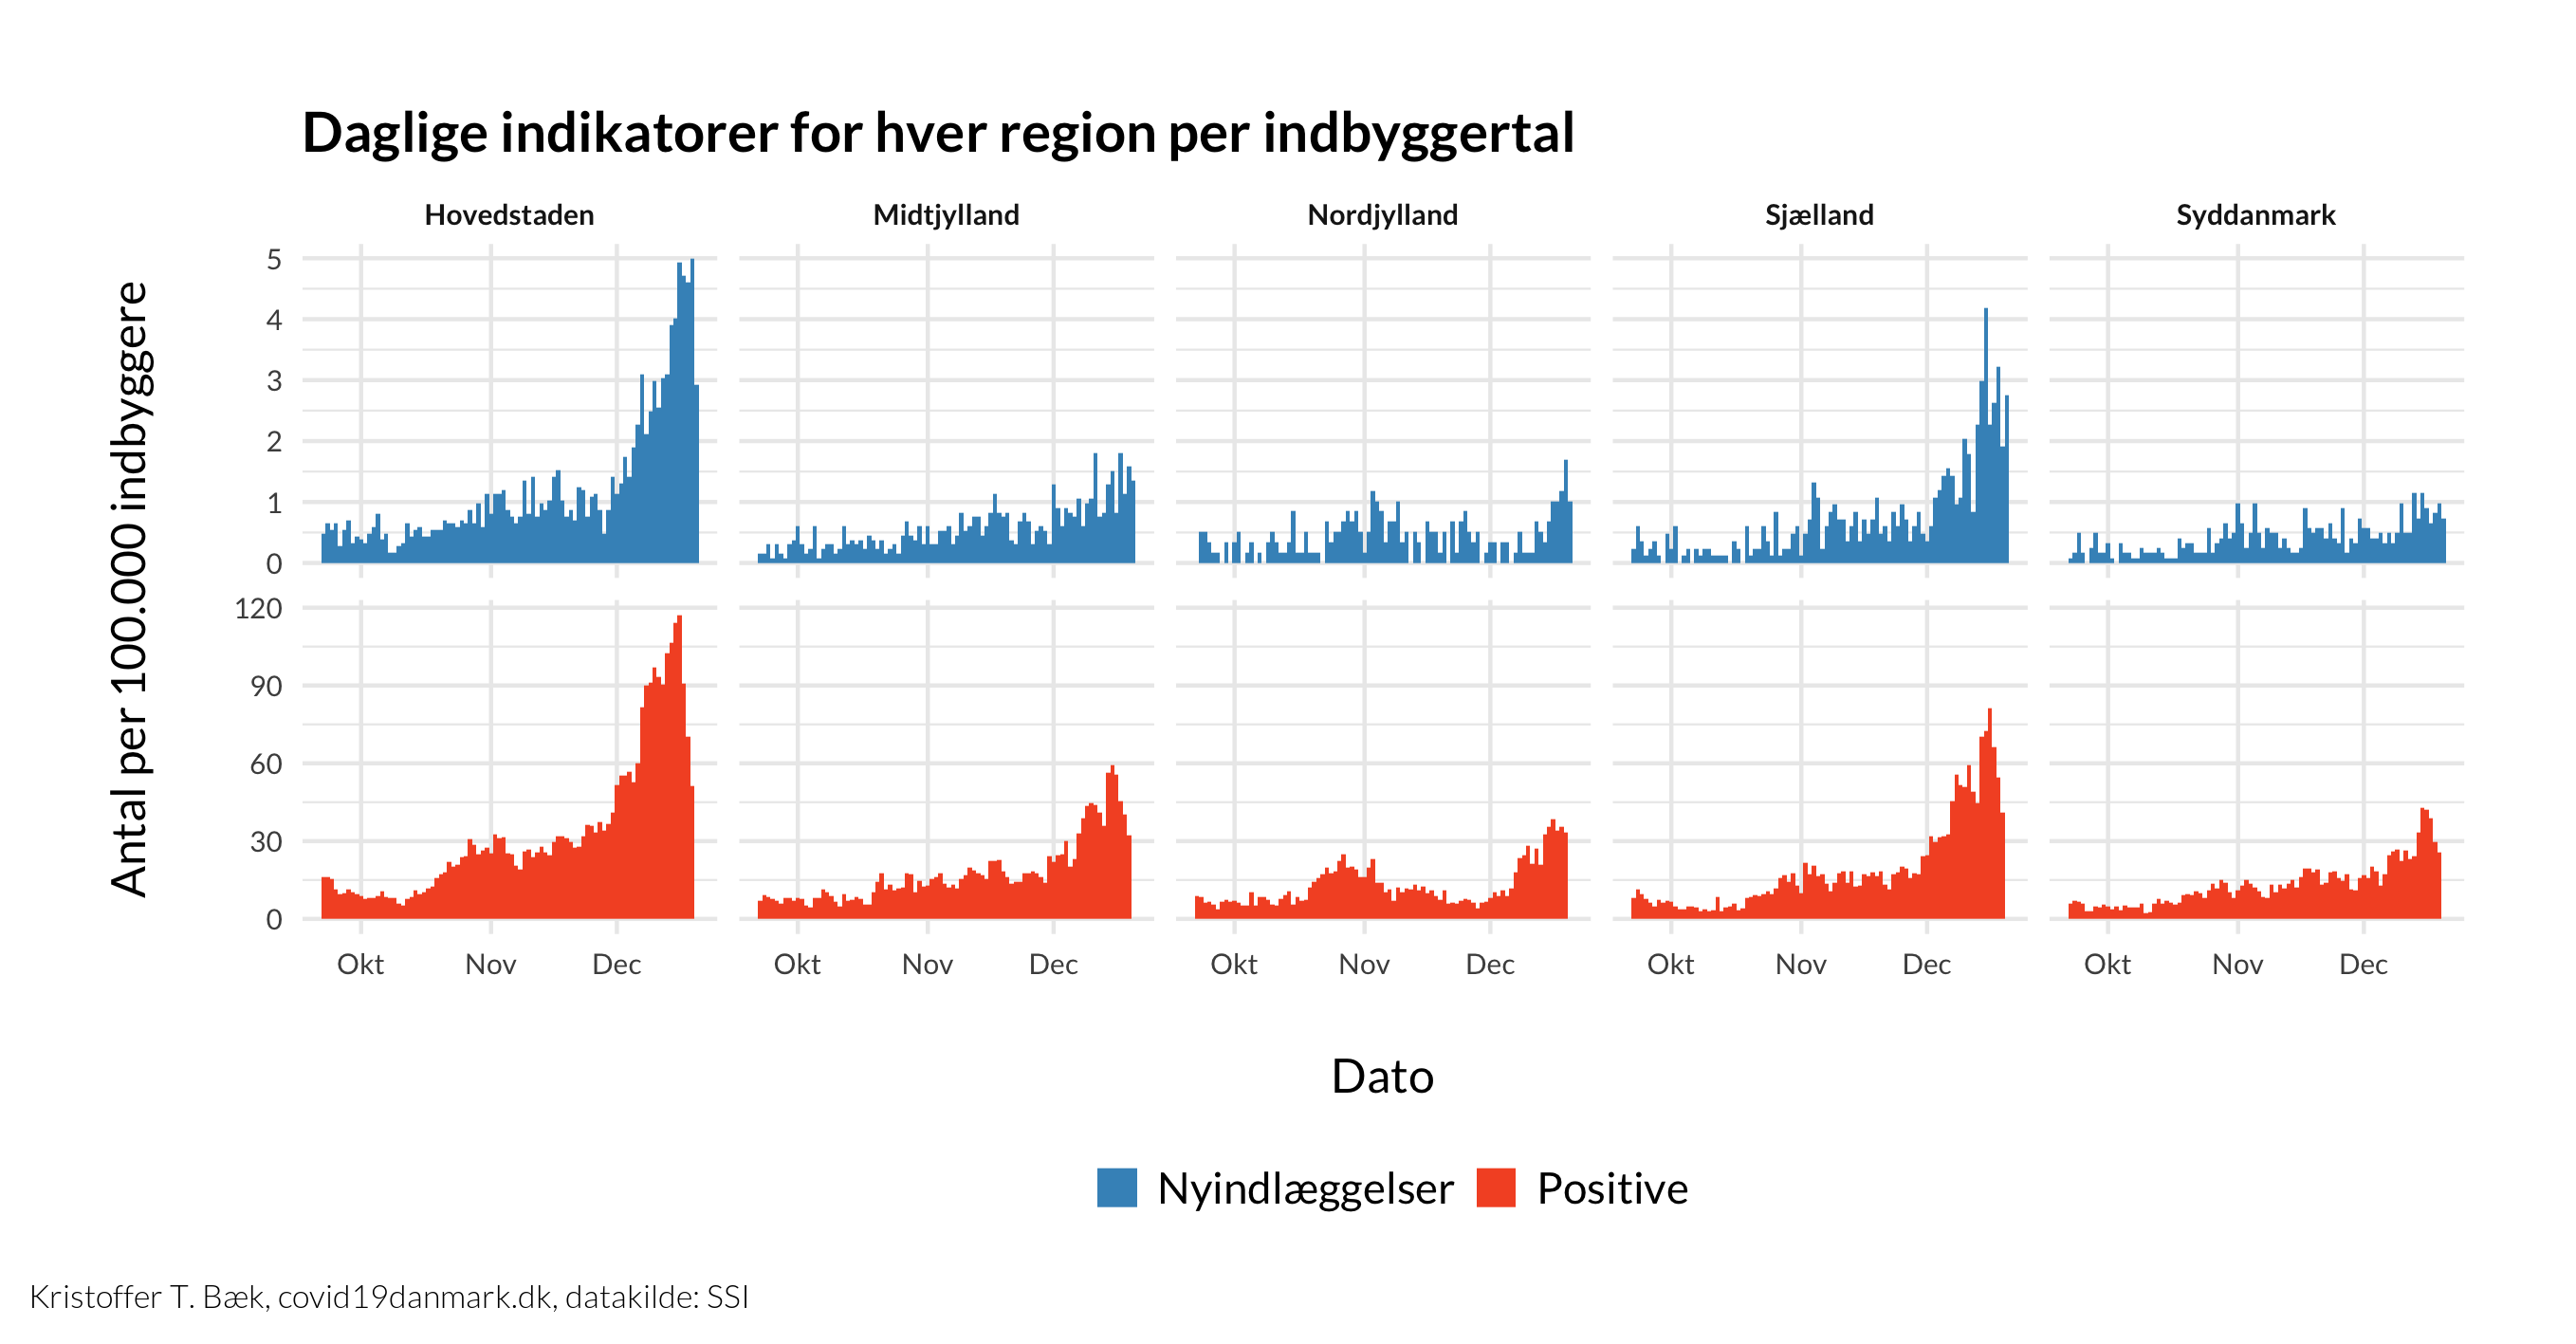 Daglige indikatorer for hver region per indbyggertal
Hovedstaden Midtjylland Nordjylland Sjælland Syddanmark
Antal per 100.000 indbyggere
5
4
3
2
1
0
120
90
60
30
0
Okt Nov Dec Okt Nov Dec Okt Nov Dec Okt Nov Dec Okt Nov Dec
Dato
Nyindlæggelser Positive
Kristoffer T. Bæk, covid19danmark.dk, datakilde: SSI